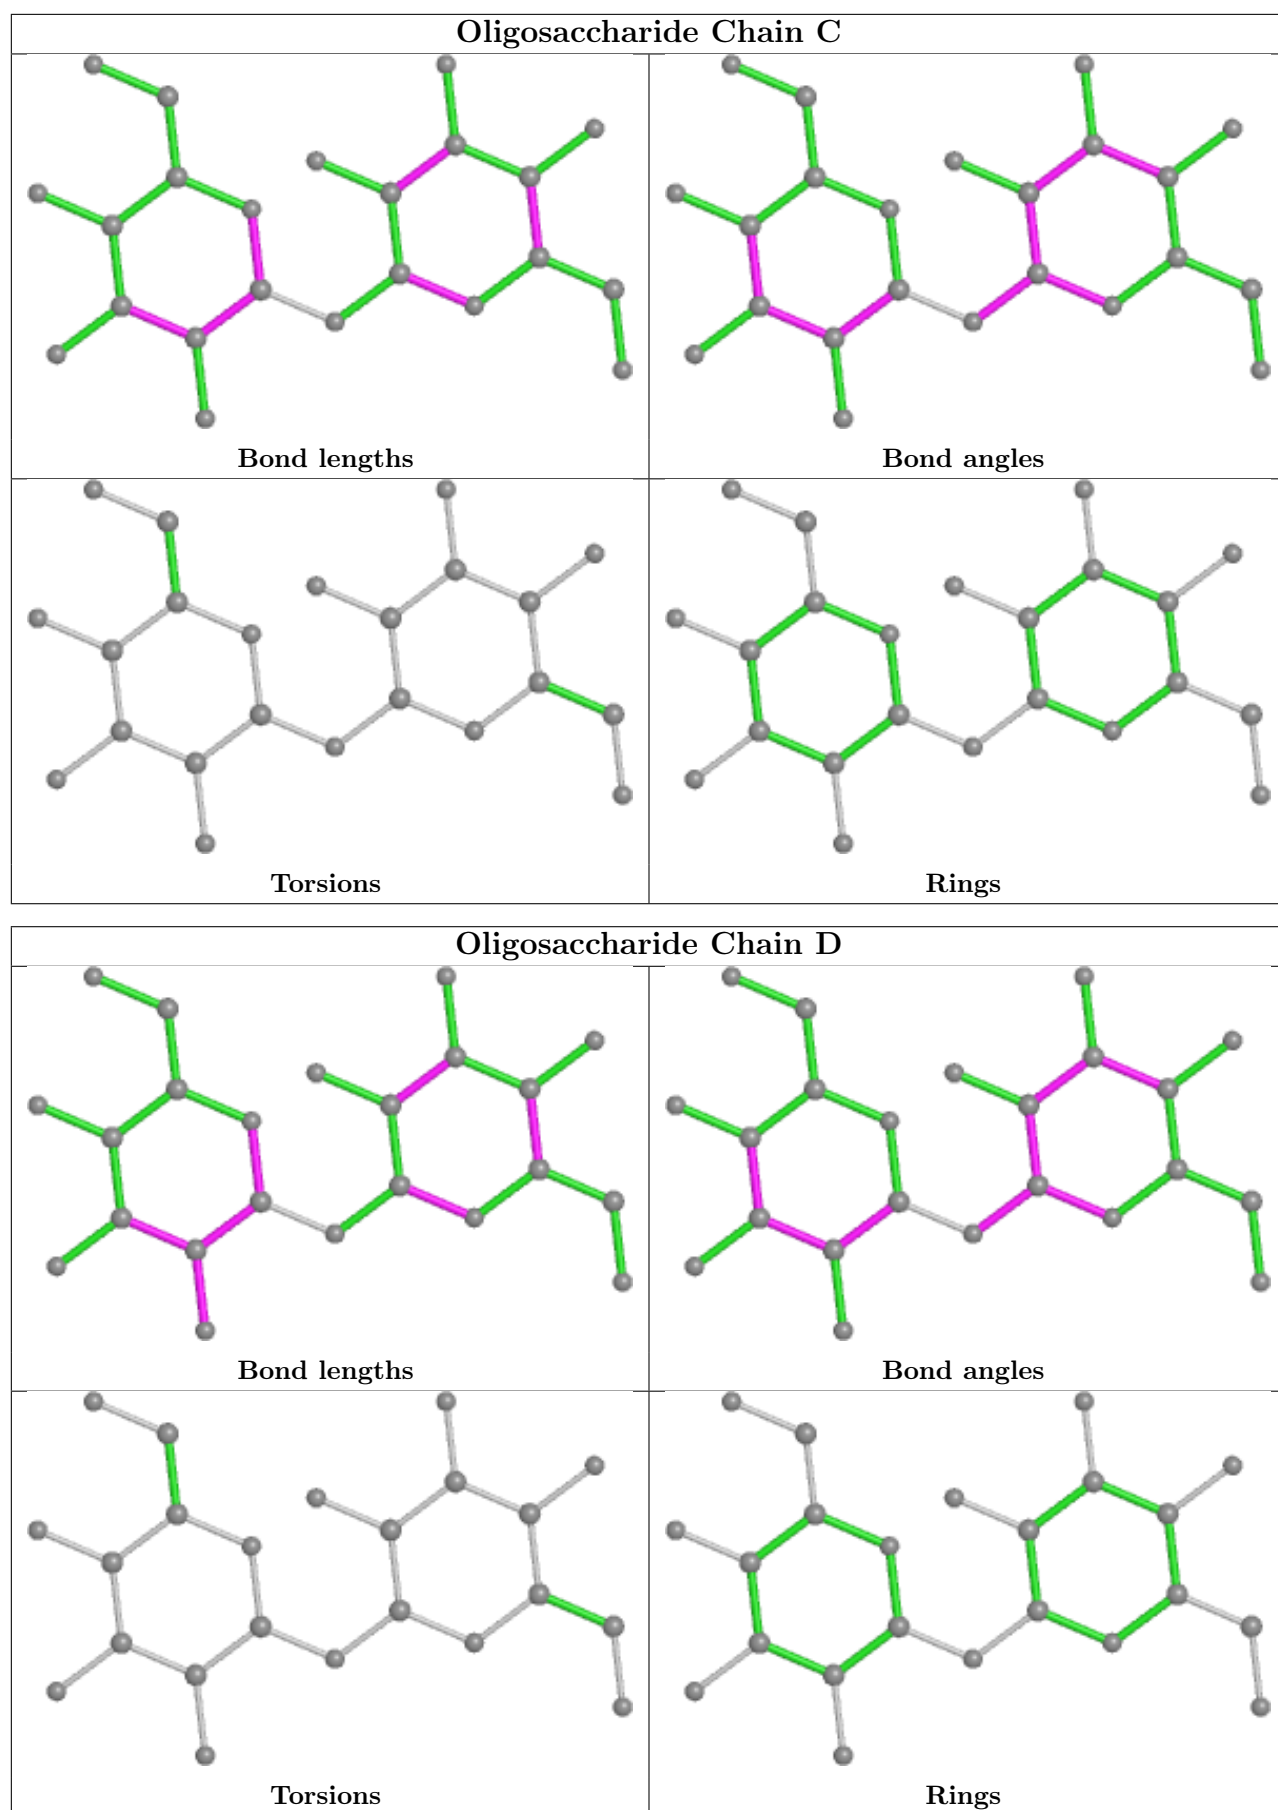 Oligosaccharide Chain C
Bond lengths
Bond angles
Torsions
Rings
Oligosaccharide Chain D
Bond lengths
Bond angles
Torsions
Rings